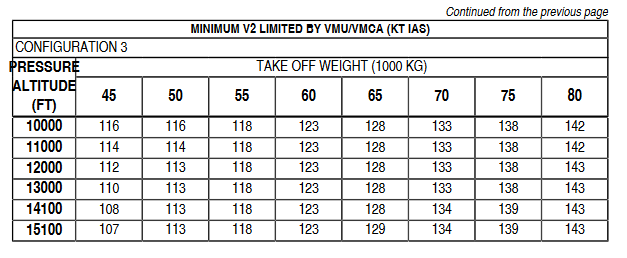 Continued from the previous page
MINIMUM V2 LIMITED BY VMU/VMCA (KT IAS)
CONFIGURATION 3
PRESSURE ALTITUDE (FT) TAKE OFF WEIGHT (1000 KG)
45 50 55 60 65 70 75 80
10000 116 116 118 123 128 133 138 142
11000 114 114 118 123 128 133 138 142
12000 112 113 118 123 128 133 138 143
13000 110 113 118 123 128 133 138 143
14100 108 113 118 123 128 134 139 143
15100 107 113 118 123 129 134 139 143